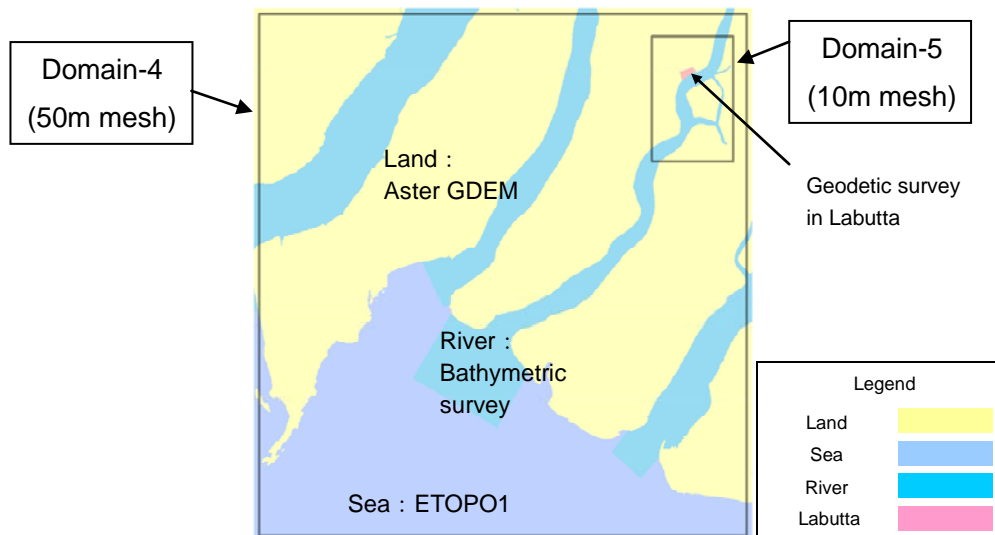 Domain-4
(50m mesh)
Domain-5
(10m mesh)
Land :
Aster GDEM
Geodetic survey
in Labutta
River :
Bathymetric
survey
Sea : ETOPO1
Legend
Land
Sea
River
Labutta